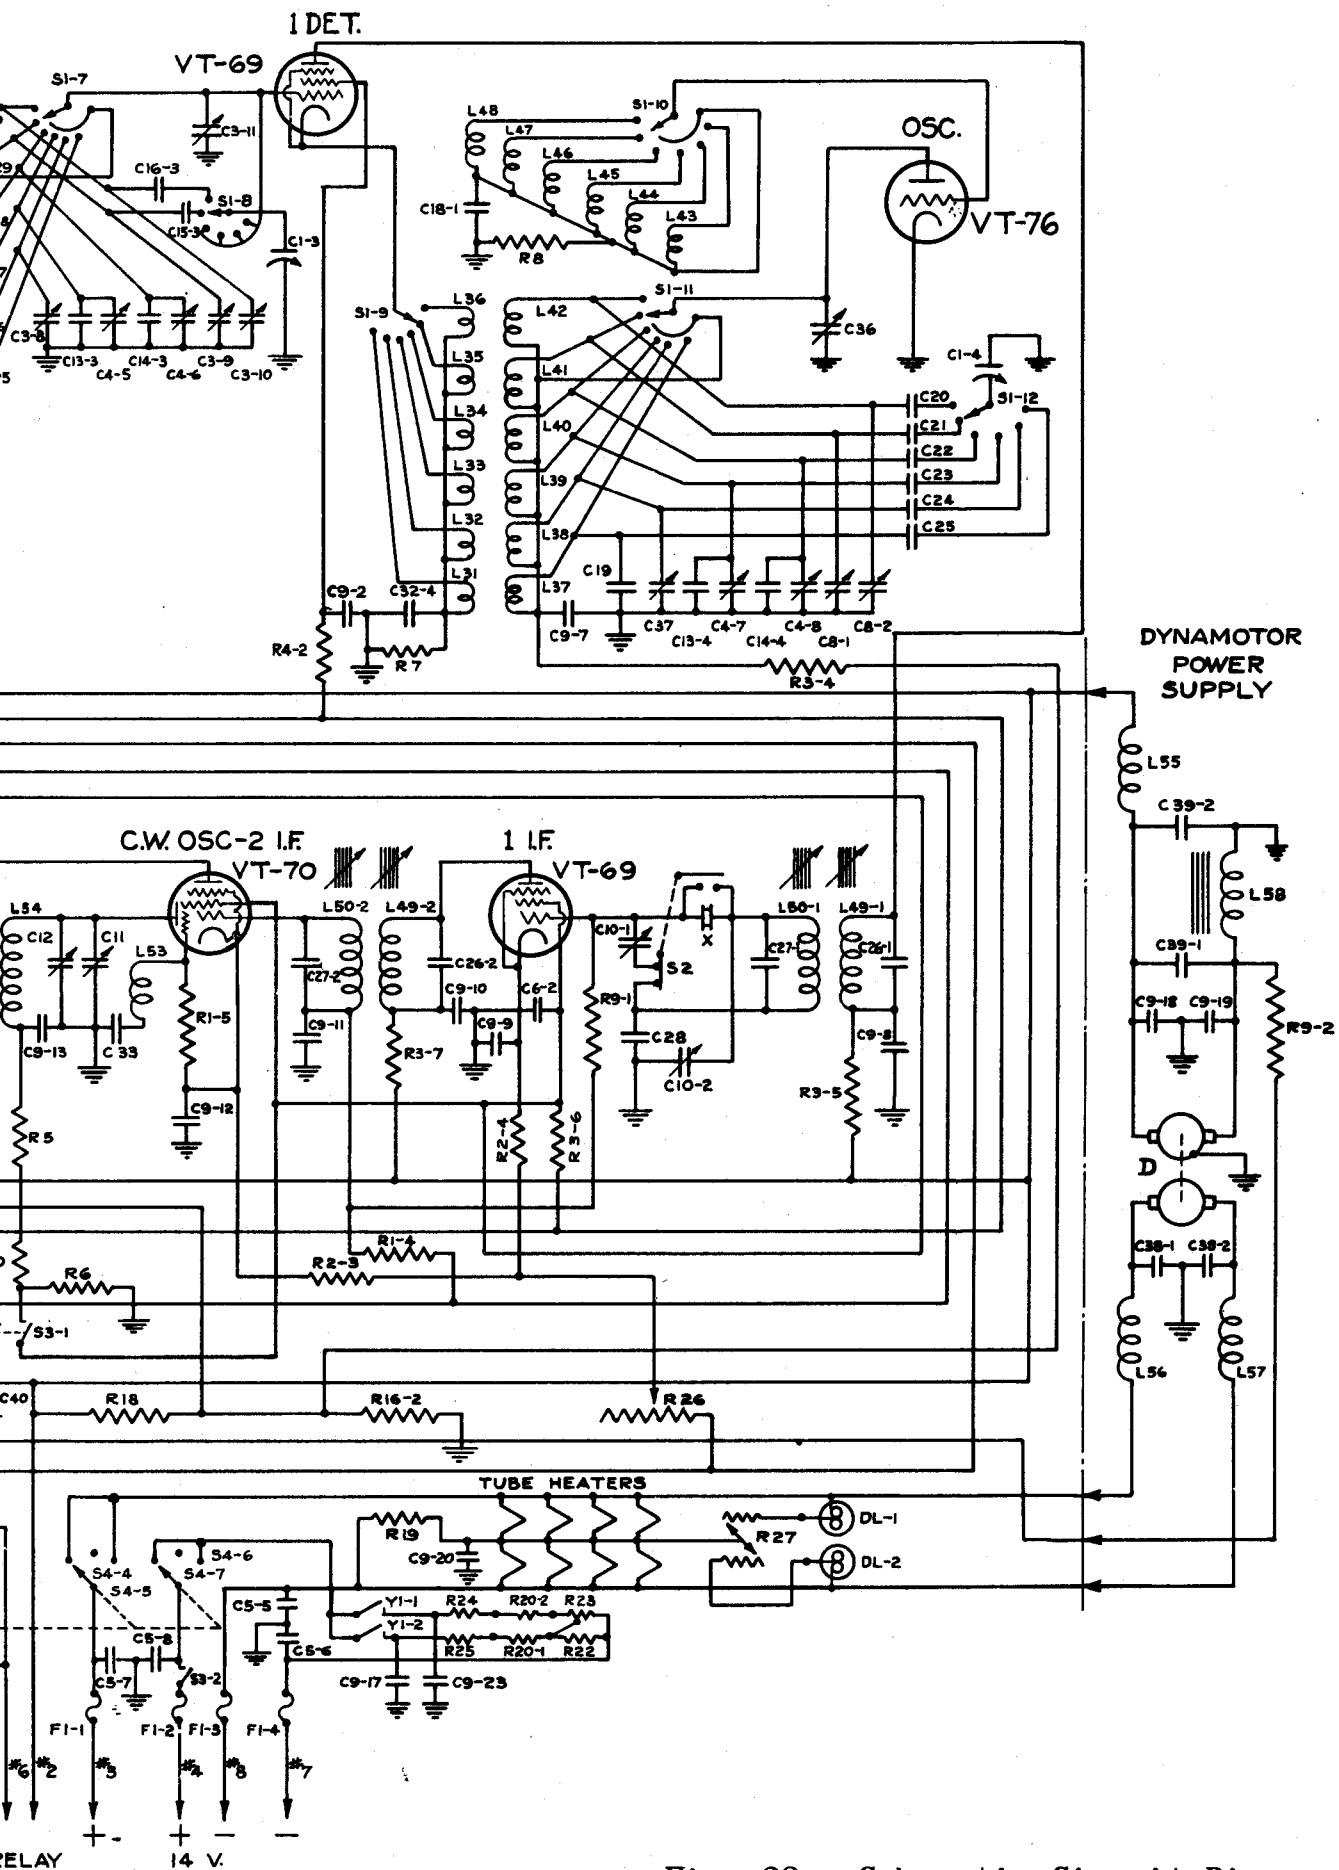 1 DET.
VT-69
S1-7
C3-11
C16-3
S1-8
C15-3
C1-3
C3-8
C13-3
C4-5
C14-3
C4-6
C3-9
C3-10
L48
L47
L46
L45
L44
L43
S1-10
C18-1
R8
OSC.
VT-76
S1-9
L36
L35
L34
L33
L32
L31
L42
L41
L40
L39
L38
L37
S1-11
C36
C1-4
S1-12
C20
C21
C22
C23
C24
C25
C9-2
C32-4
R4-2
R7
C9-7
C19
C37
C13-4
C4-7
C14-4
C4-8
C8-1
C8-2
R3-4
DYNAMOTOR
POWER
SUPPLY
L55
C39-2
L58
C39-1
C9-18
C9-19
R9-2
D
C38-1
C38-2
L56
L57
C.W. OSC-2 I.F.
VT-70
1 I.F.
VT-69
L54
C12
C11
L53
C9-13
C33
R1-5
C9-12
R5
L50-2
L49-2
C27-2
C9-11
C26-2
C9-10
C9-9
C6-2
R3-7
R2-4
R3-6
R9-1
C10-1
S2
X
C28
C10-2
L50-1
L49-1
C27-1
C26-1
C9-8
R3-5
R1-4
R2-3
R6
S3-1
C40
R18
R16-2
R26
TUBE HEATERS
R19
C9-20
R27
DL-1
DL-2
S4-4
S4-5
S4-6
S4-7
C5-5
C5-6
Y1-1
Y1-2
R24
R20-2
R23
R25
R20-1
R22
C9-17
C9-23
C5-7
C5-8
S3-2
F1-1
F1-2
F1-3
F1-4
#6
#2
#3
#4
#8
#7
+
+
−
−
RELAY
14 V.